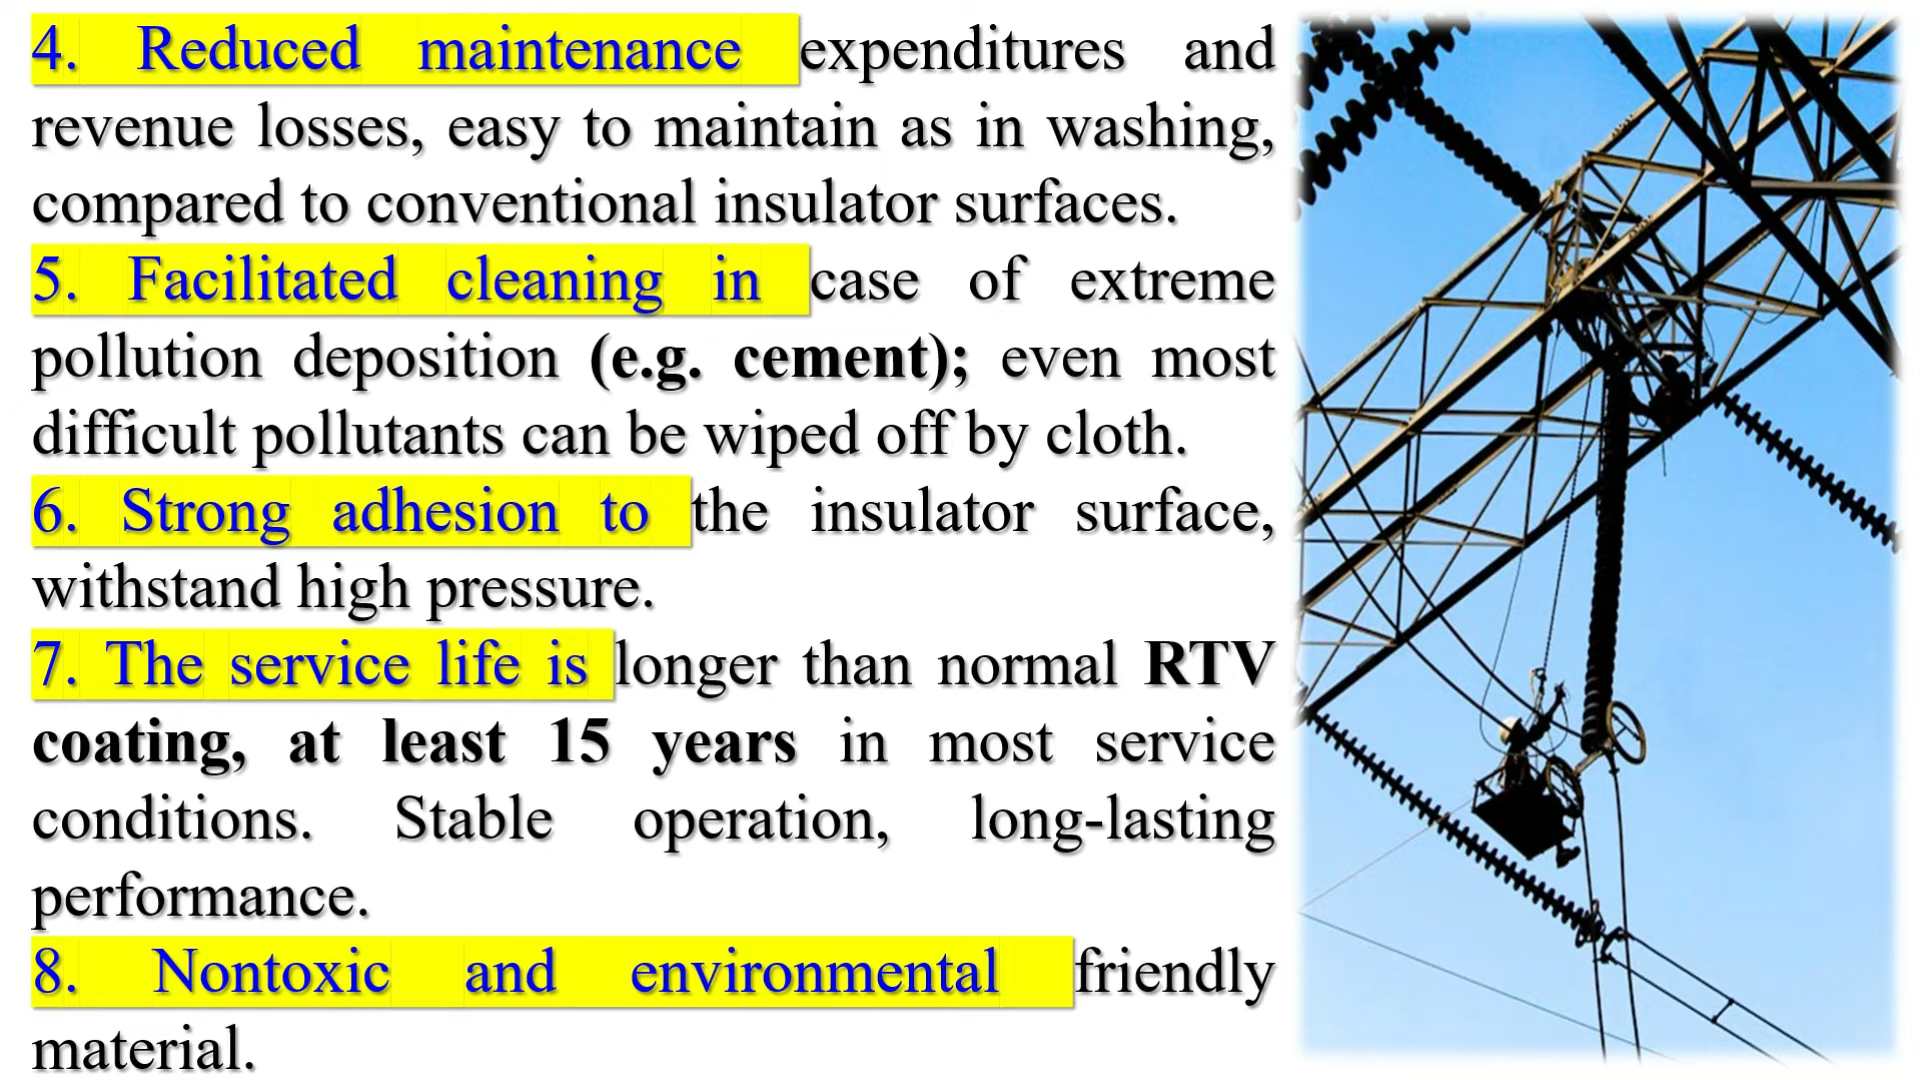 4. Reduced maintenance expenditures and
revenue losses, easy to maintain as in washing,
compared to conventional insulator surfaces.
5. Facilitated cleaning in case of extreme
pollution deposition (e.g. cement); even most
difficult pollutants can be wiped off by cloth.
6. Strong adhesion to the insulator surface,
withstand high pressure.
7. The service life is longer than normal RTV
coating, at least 15 years in most service
conditions. Stable operation, long-lasting
performance.
8. Nontoxic and environmental friendly
material.